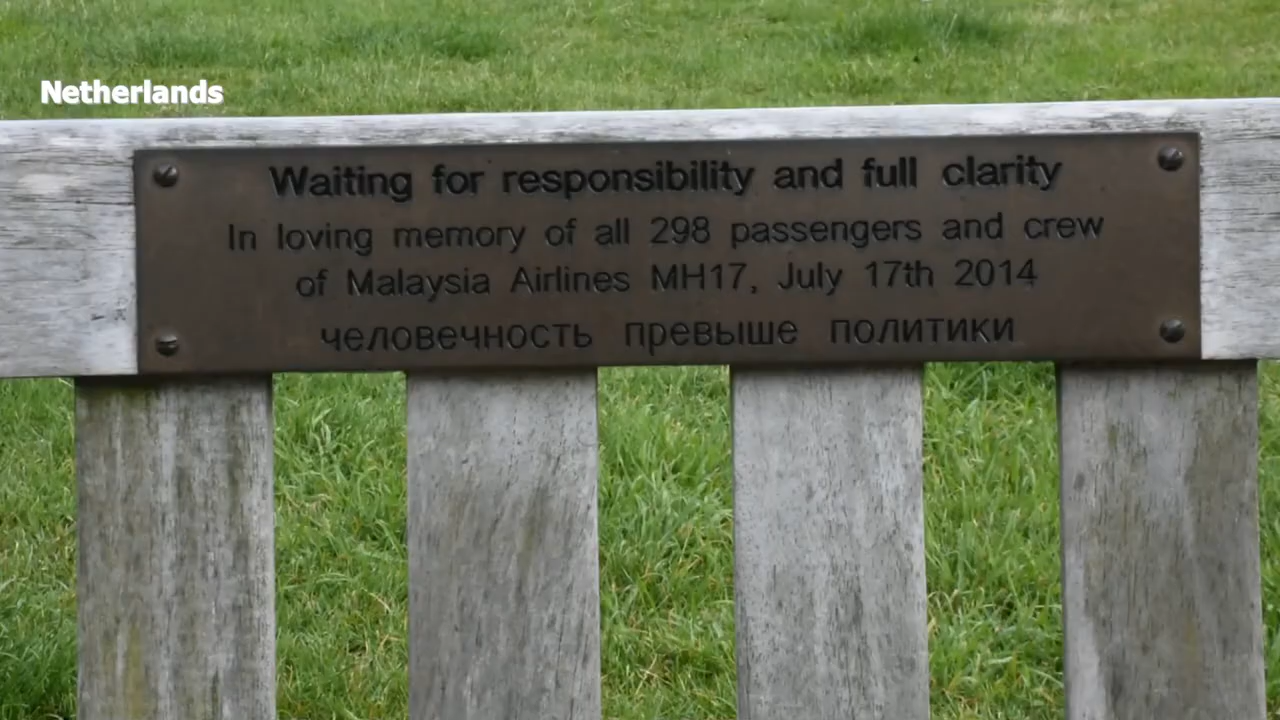 Netherlands
Waiting for responsibility and full clarity
In loving memory of all 298 passengers and crew
of Malaysia Airlines MH17, July 17th 2014
человечность превыше политики